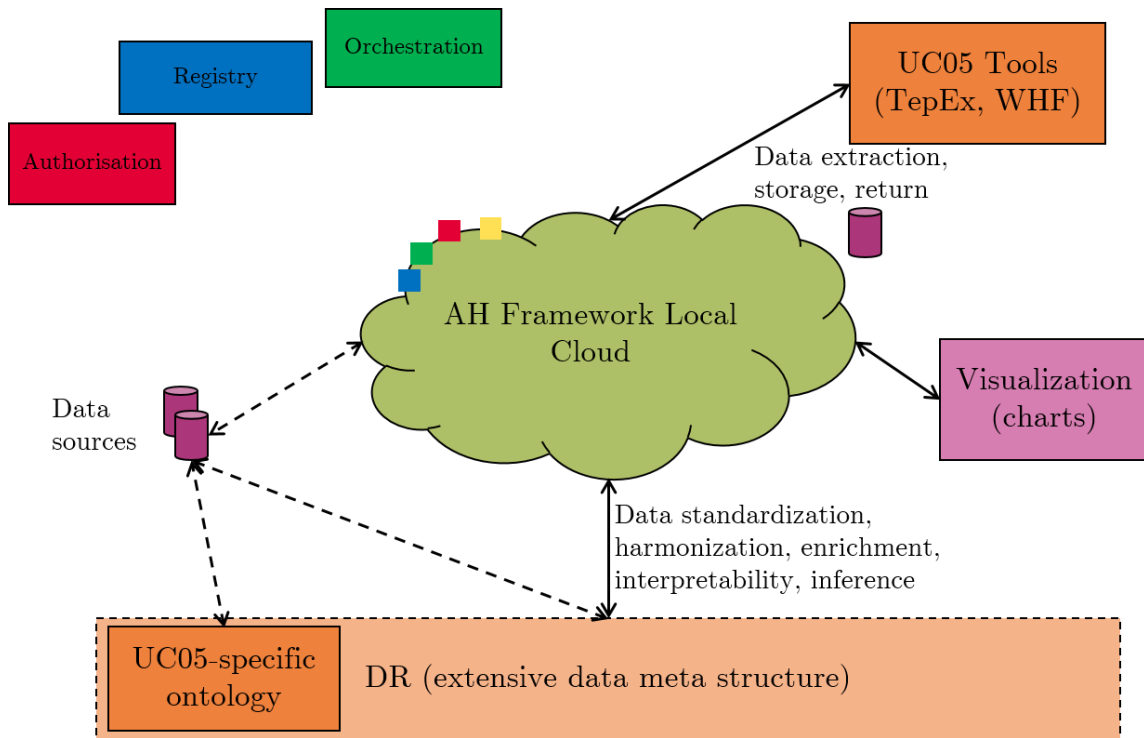 Orchestration
Registry
Authorisation
UC05 Tools
(TepEx, WHF)
Data extraction,
storage, return
AH Framework Local
Cloud
Visualization
(charts)
Data
sources
Data standardization,
harmonization, enrichment,
interpretability, inference
UC05-specific
ontology
DR (extensive data meta structure)